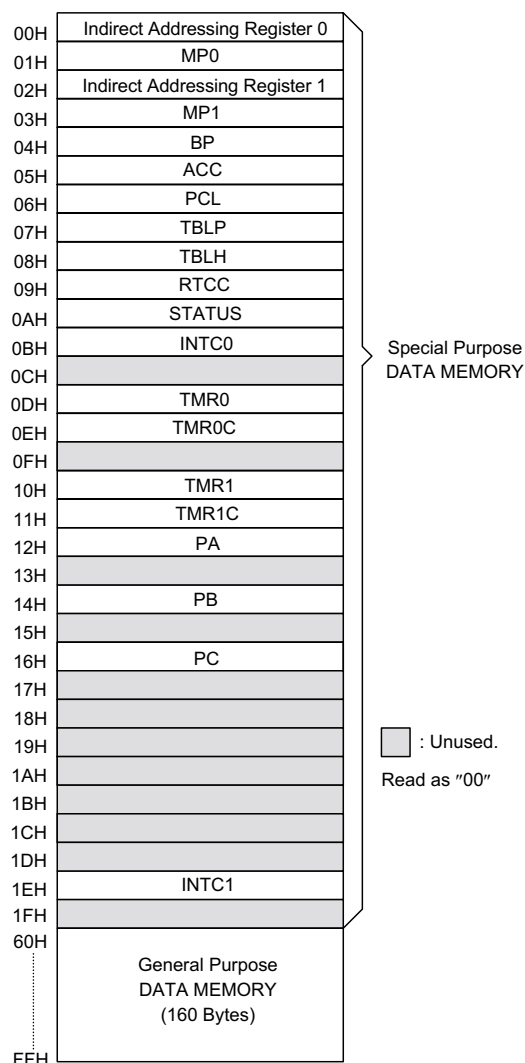 00H Indirect Addressing Register 0
01H MP0
02H Indirect Addressing Register 1
03H MP1
04H BP
05H ACC
06H PCL
07H TBLP
08H TBLH
09H RTCC
0AH STATUS
0BH INTC0
0CH
0DH TMR0
0EH TMR0C
0FH
10H TMR1
11H TMR1C
12H PA
13H
14H PB
15H
16H PC
17H
18H
19H
1AH
1BH
1CH
1DH
1EH INTC1
1FH
60H
General Purpose
DATA MEMORY
(160 Bytes)
FFH
Special Purpose
DATA MEMORY
: Unused.
Read as "00"